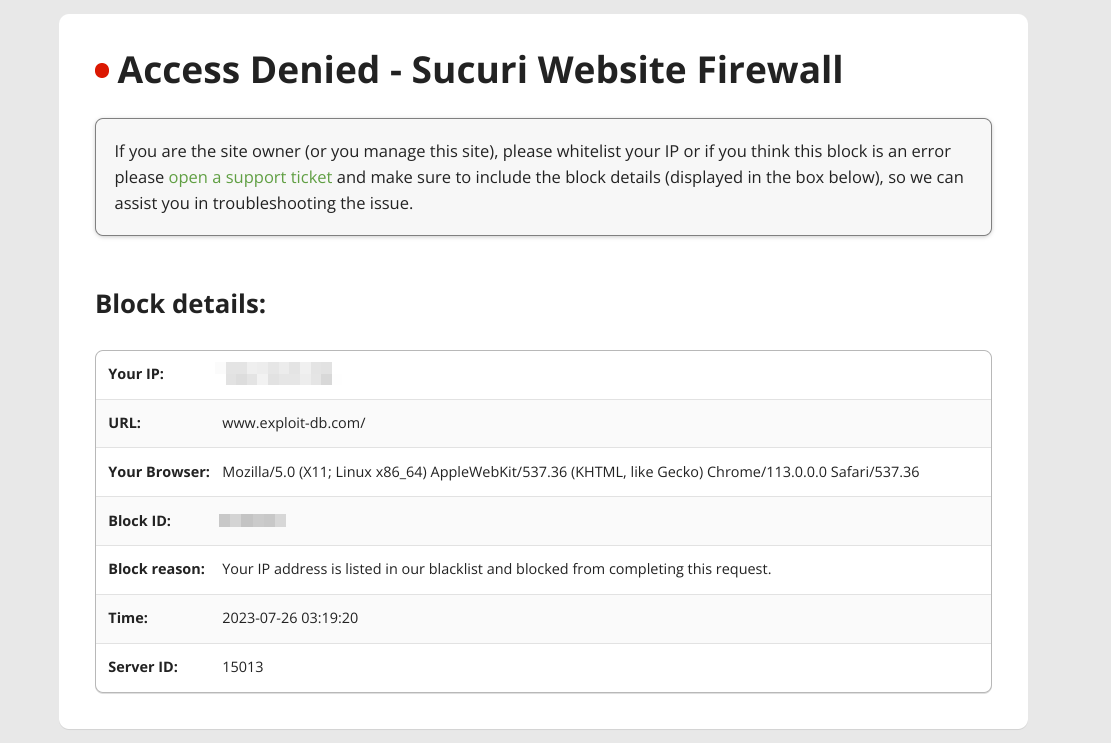 Access Denied - Sucuri Website Firewall
If you are the site owner (or you manage this site), please whitelist your IP or if you think this block is an error
please open a support ticket and make sure to include the block details (displayed in the box below), so we can
assist you in troubleshooting the issue.
Block details:
Your IP:
URL: www.exploit-db.com/
Your Browser: Mozilla/5.0 (X11; Linux x86_64) AppleWebKit/537.36 (KHTML, like Gecko) Chrome/113.0.0.0 Safari/537.36
Block ID:
Block reason: Your IP address is listed in our blacklist and blocked from completing this request.
Time: 2023-07-26 03:19:20
Server ID: 15013